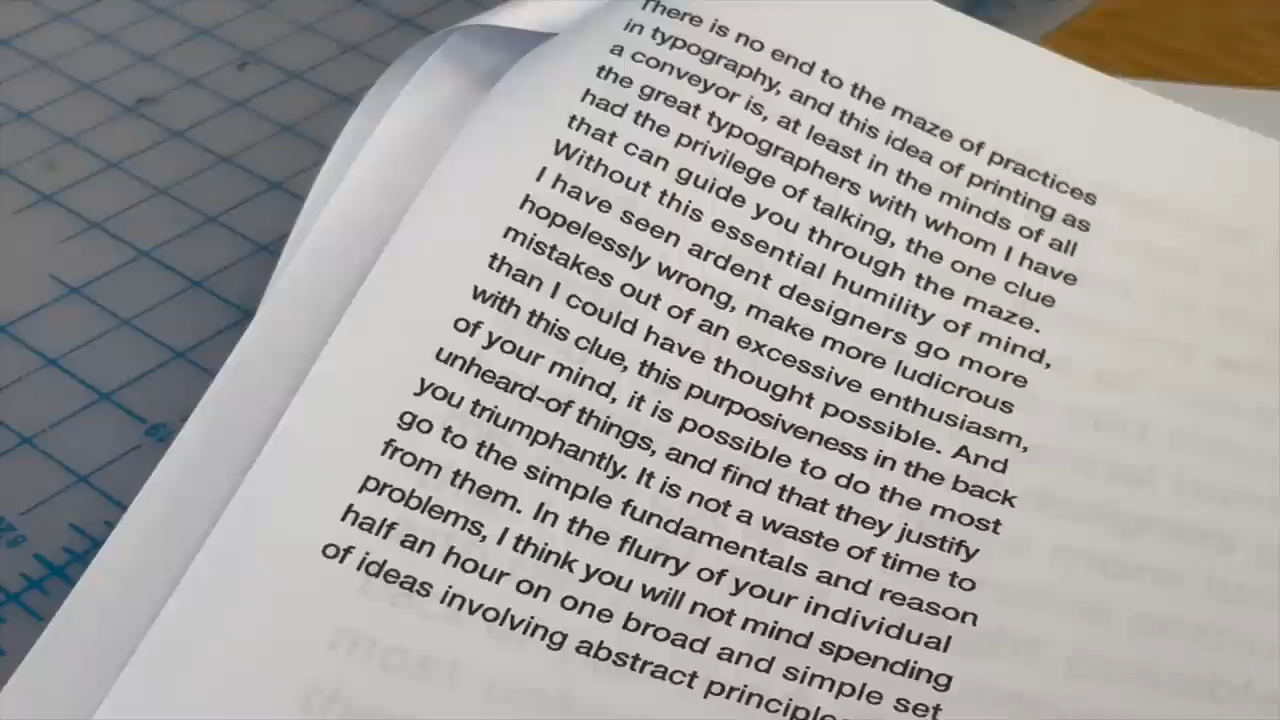 There is no end to the maze of practices
in typography, and this idea of printing as
a conveyor is, at least in the minds of all
the great typographers with whom I have
had the privilege of talking, the one clue
that can guide you through the maze.
Without this essential humility of mind,
I have seen ardent designers go more
hopelessly wrong, make more ludicrous
mistakes out of an excessive enthusiasm,
than I could have thought possible. And
with this clue, this purposiveness in the back
of your mind, it is possible to do the most
unheard-of things, and find that they justify
you triumphantly. It is not a waste of time to
go to the simple fundamentals and reason
from them. In the flurry of your individual
problems, I think you will not mind spending
half an hour on one broad and simple set
of ideas involving abstract principles